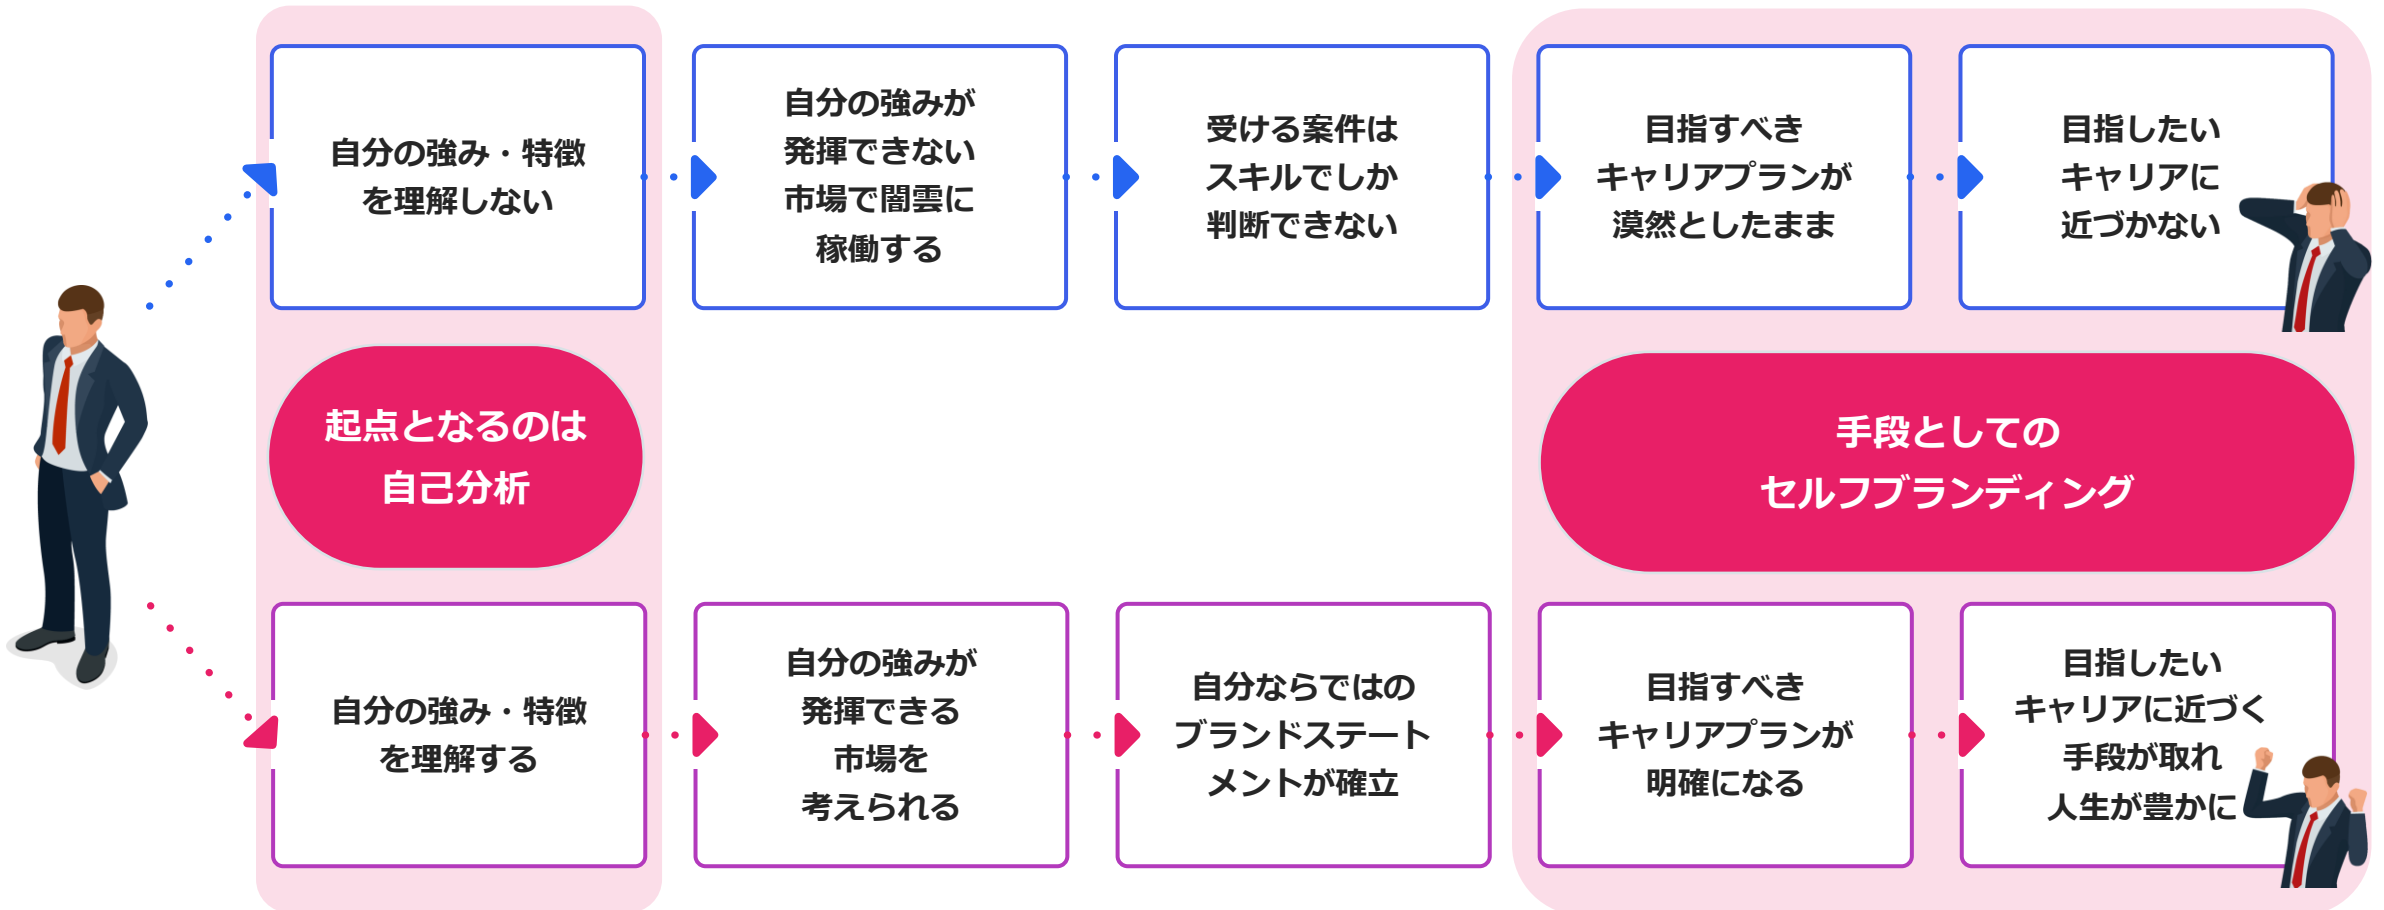 自分の強み・特徴
を理解しない
自分の強みが
発揮できない
市場で闇雲に
稼働する
受ける案件は
スキルでしか
判断できない
目指すべき
キャリアプランが
漠然としたまま
目指したい
キャリアに
近づかない
起点となるのは
自己分析
手段としての
セルフブランディング
自分の強み・特徴
を理解する
自分の強みが
発揮できる
市場を
考えられる
自分ならではの
ブランドステート
メントが確立
目指すべき
キャリアプランが
明確になる
目指したい
キャリアに近づく
手段が取れ
人生が豊かに